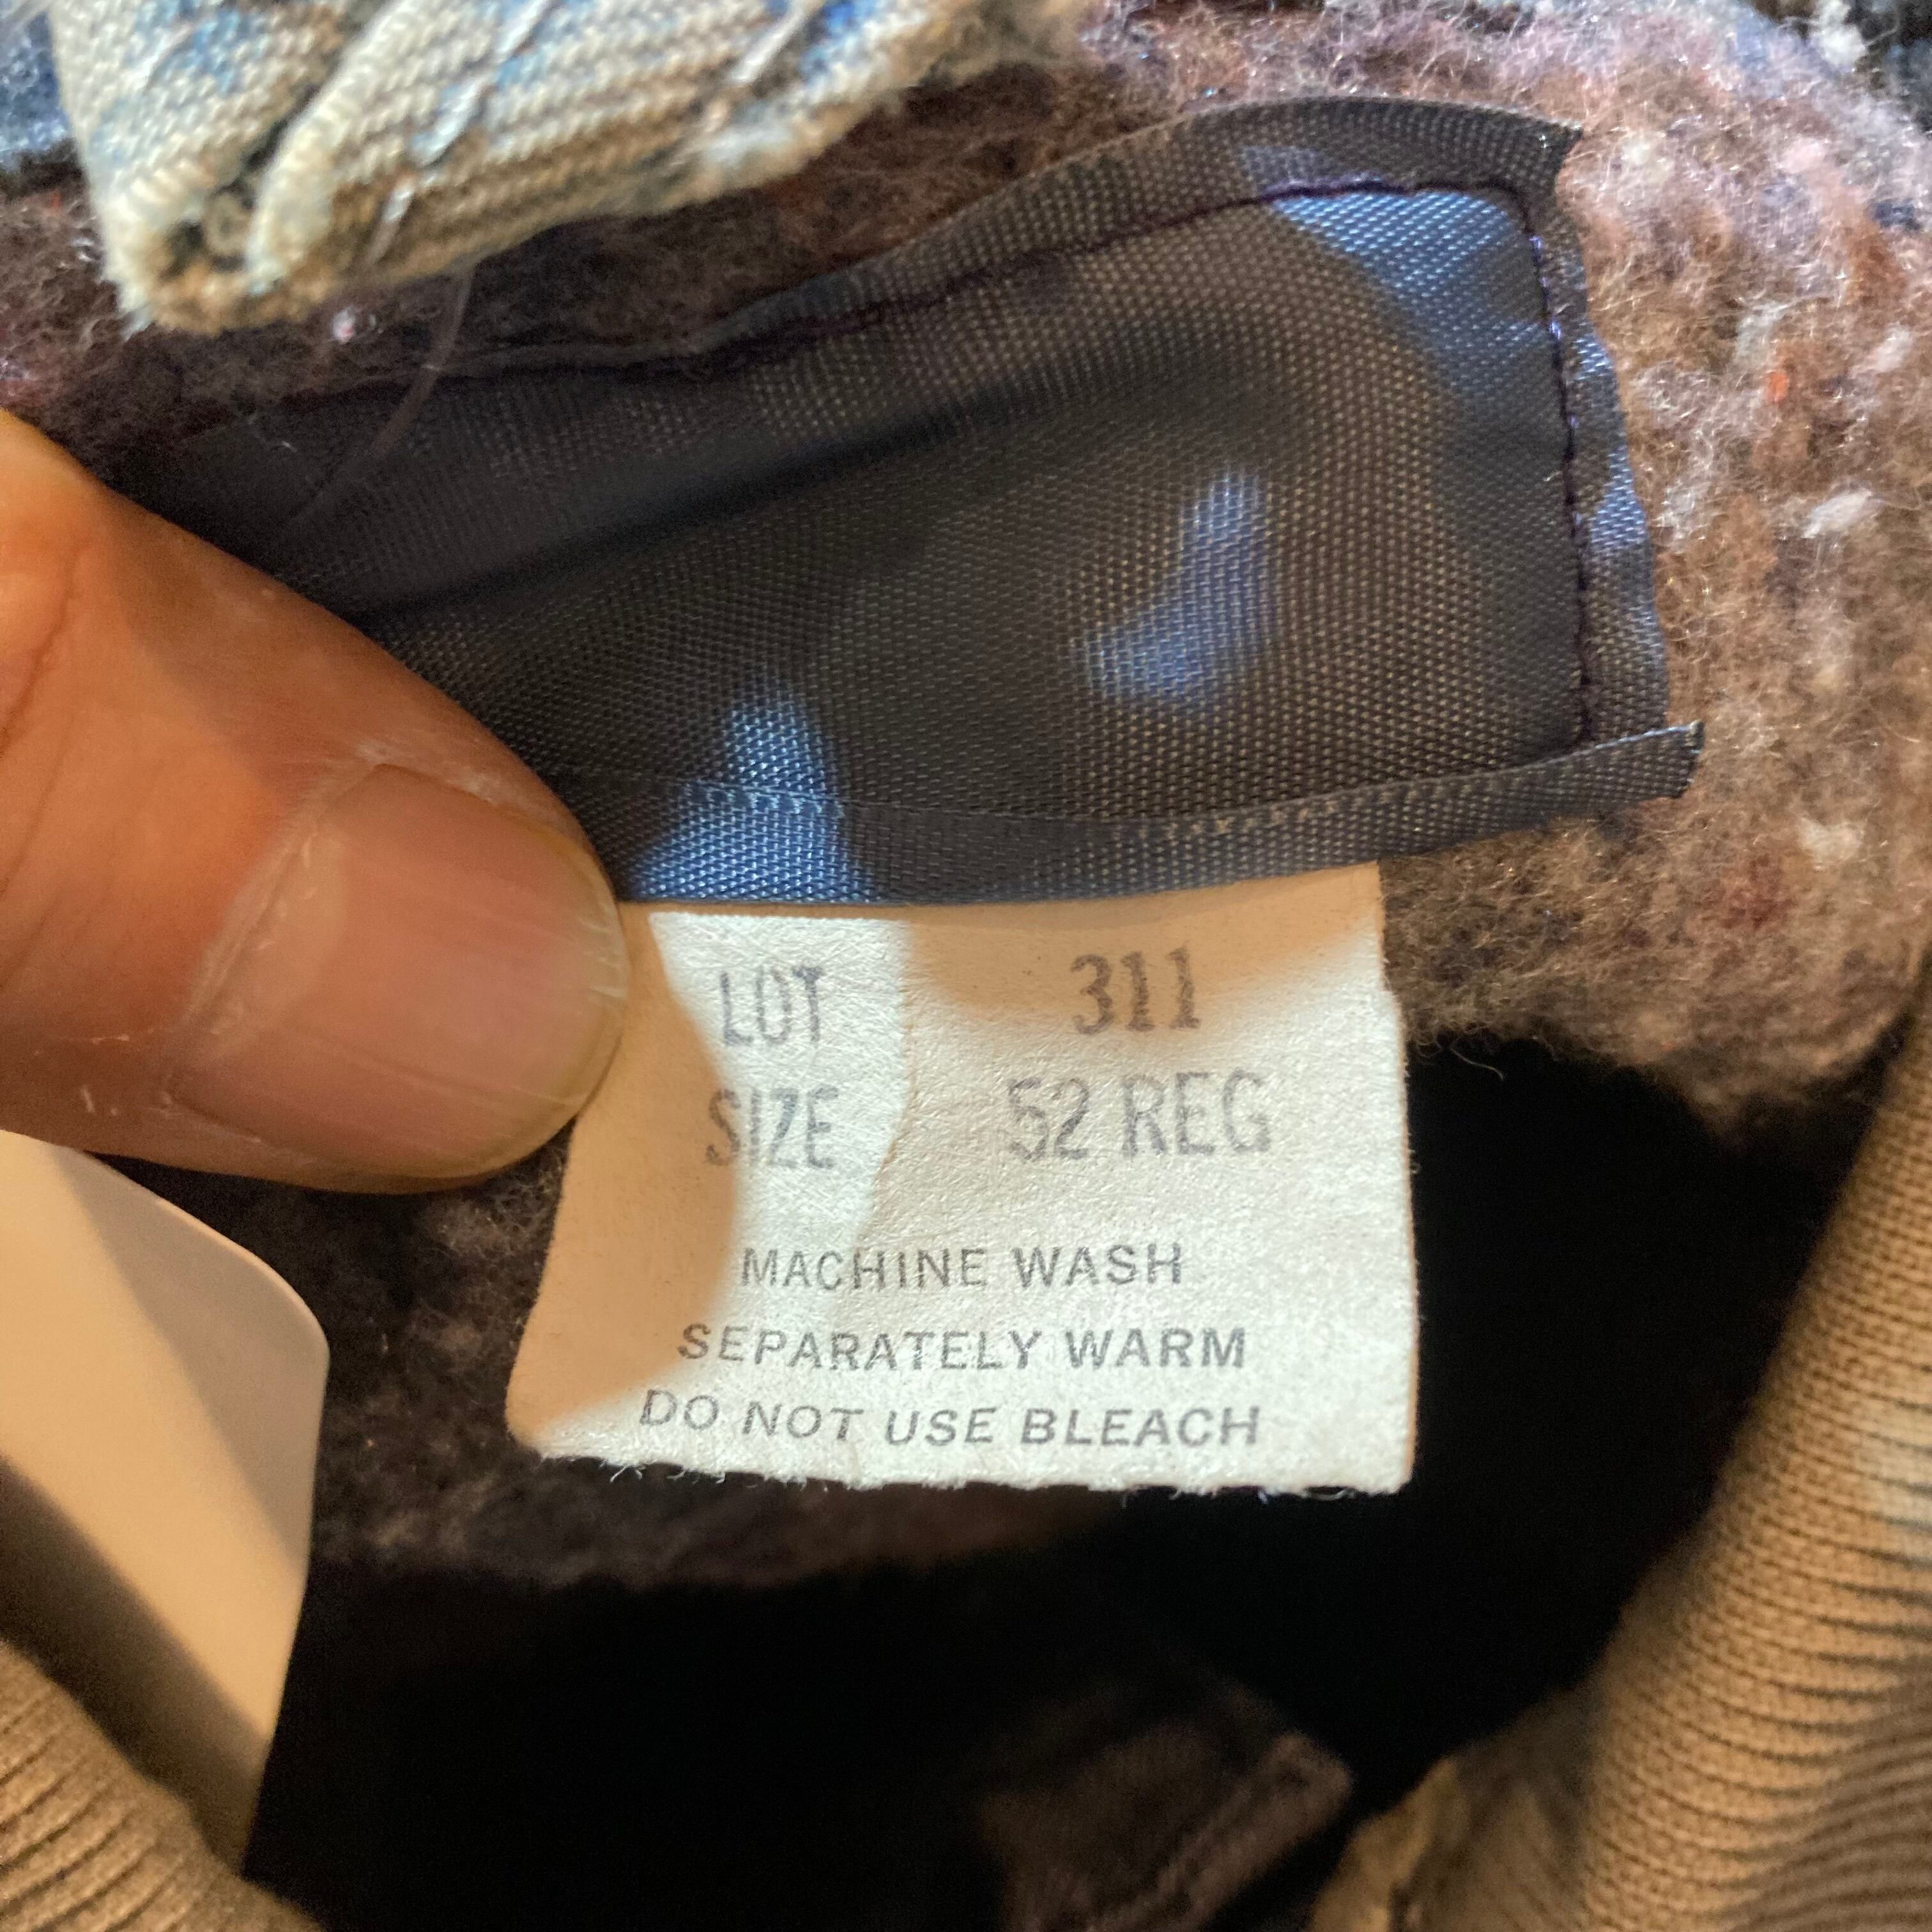 LOT 311
SIZE 52 REG
MACHINE WASH
SEPARATELY WARM
DO NOT USE BLEACH